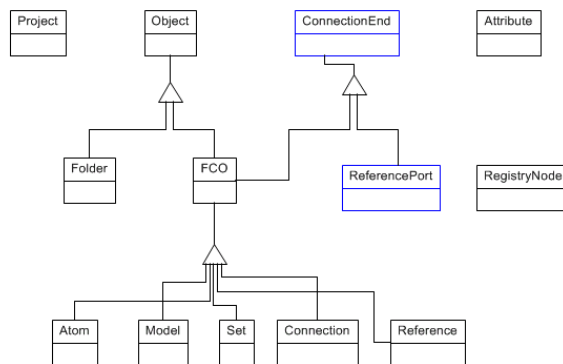 Project
Object
ConnectionEnd
Attribute
Folder
FCO
ReferencePort
RegistryNode
Atom
Model
Set
Connection
Reference